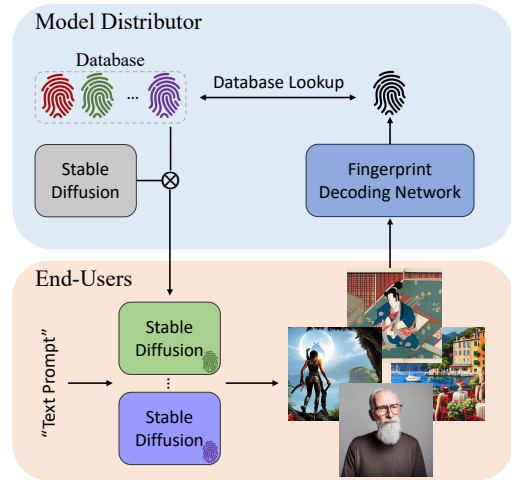 Model Distributor
Database
...
Database Lookup
Stable
Diffusion
Fingerprint
Decoding Network
End-Users
"Text Prompt"
Stable
Diffusion
...
Stable
Diffusion